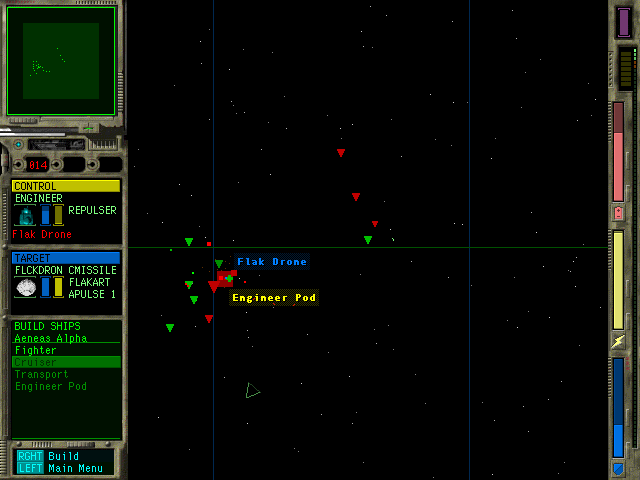 014
CONTROL
ENGINEER
REPULSER
Flak Drone
TARGET
FLCKDRON CMISSILE
FLAKART
APULSE 1
BUILD SHIPS
Aeneas Alpha
Fighter
Cruiser
Transport
Engineer Pod
RGHT Build
LEFT Main Menu
Flak Drone
Engineer Pod